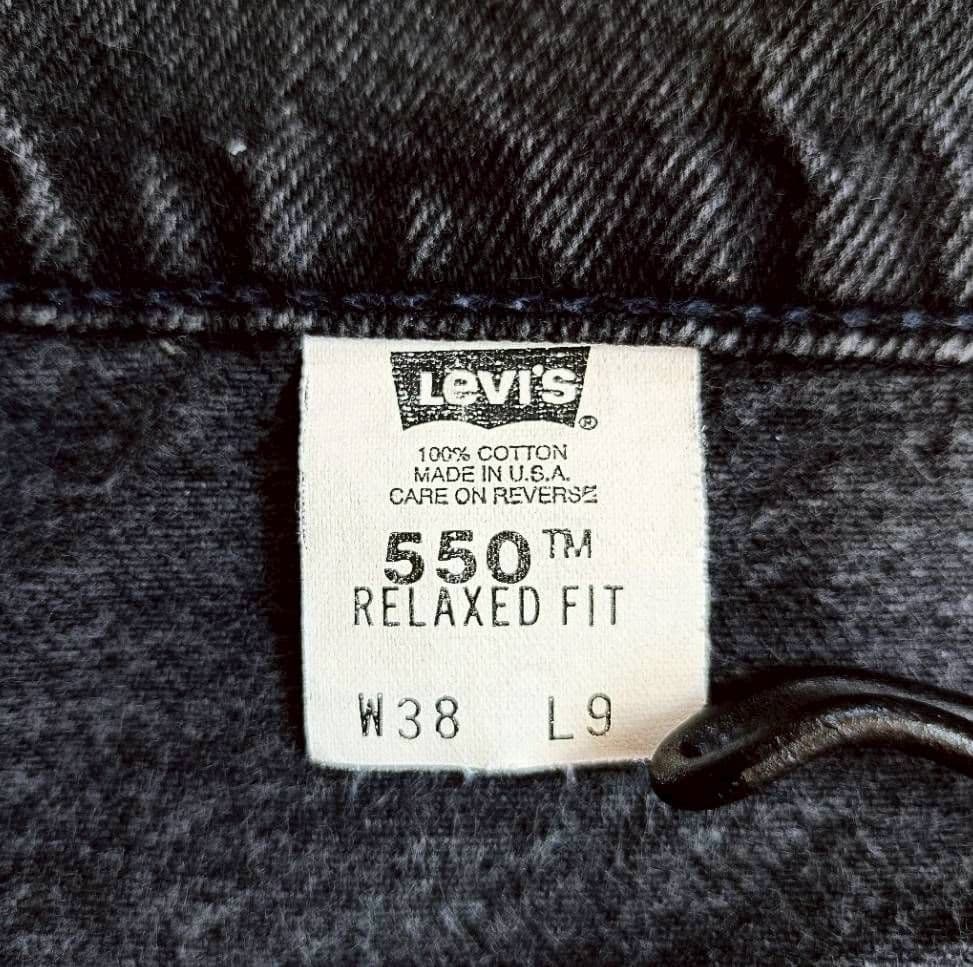 Levi's ®
100% COTTON
MADE IN U.S.A.
CARE ON REVERSE
550™
RELAXED FIT
W38 L9